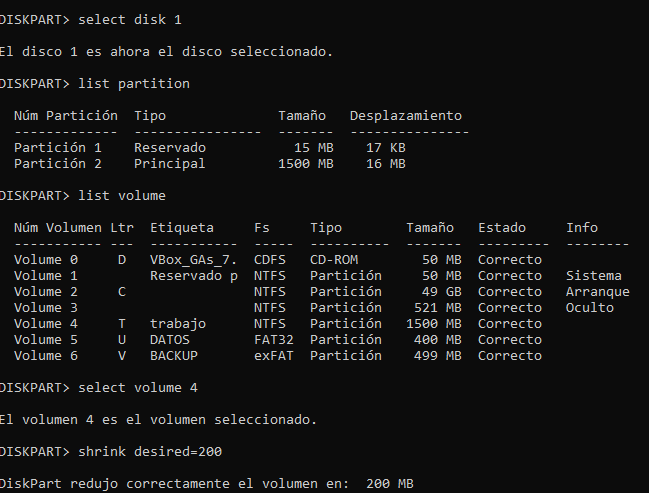 DISKPART> select disk 1
El disco 1 es ahora el disco seleccionado.
DISKPART> list partition
Núm Partición  Tipo              Tamaño   Desplazamiento
-------------  ----------------  -------  ---------------
Partición 1    Reservado           15 MB    17 KB
Partición 2    Principal         1500 MB    16 MB
DISKPART> list volume
Núm Volumen Ltr  Etiqueta     Fs     Tipo        Tamaño   Estado     Info
----------- ---  -----------  -----  ----------  -------  ---------  --------
Volume 0     D   VBox_GAs_7.  CDFS   CD-ROM        50 MB  Correcto
Volume 1         Reservado p  NTFS   Partición     50 MB  Correcto   Sistema
Volume 2     C                NTFS   Partición     49 GB  Correcto   Arranque
Volume 3                      NTFS   Partición    521 MB  Correcto   Oculto
Volume 4     T   trabajo      NTFS   Partición   1500 MB  Correcto
Volume 5     U   DATOS        FAT32  Partición    400 MB  Correcto
Volume 6     V   BACKUP       exFAT  Partición    499 MB  Correcto
DISKPART> select volume 4
El volumen 4 es el volumen seleccionado.
DISKPART> shrink desired=200
DiskPart redujo correctamente el volumen en:  200 MB